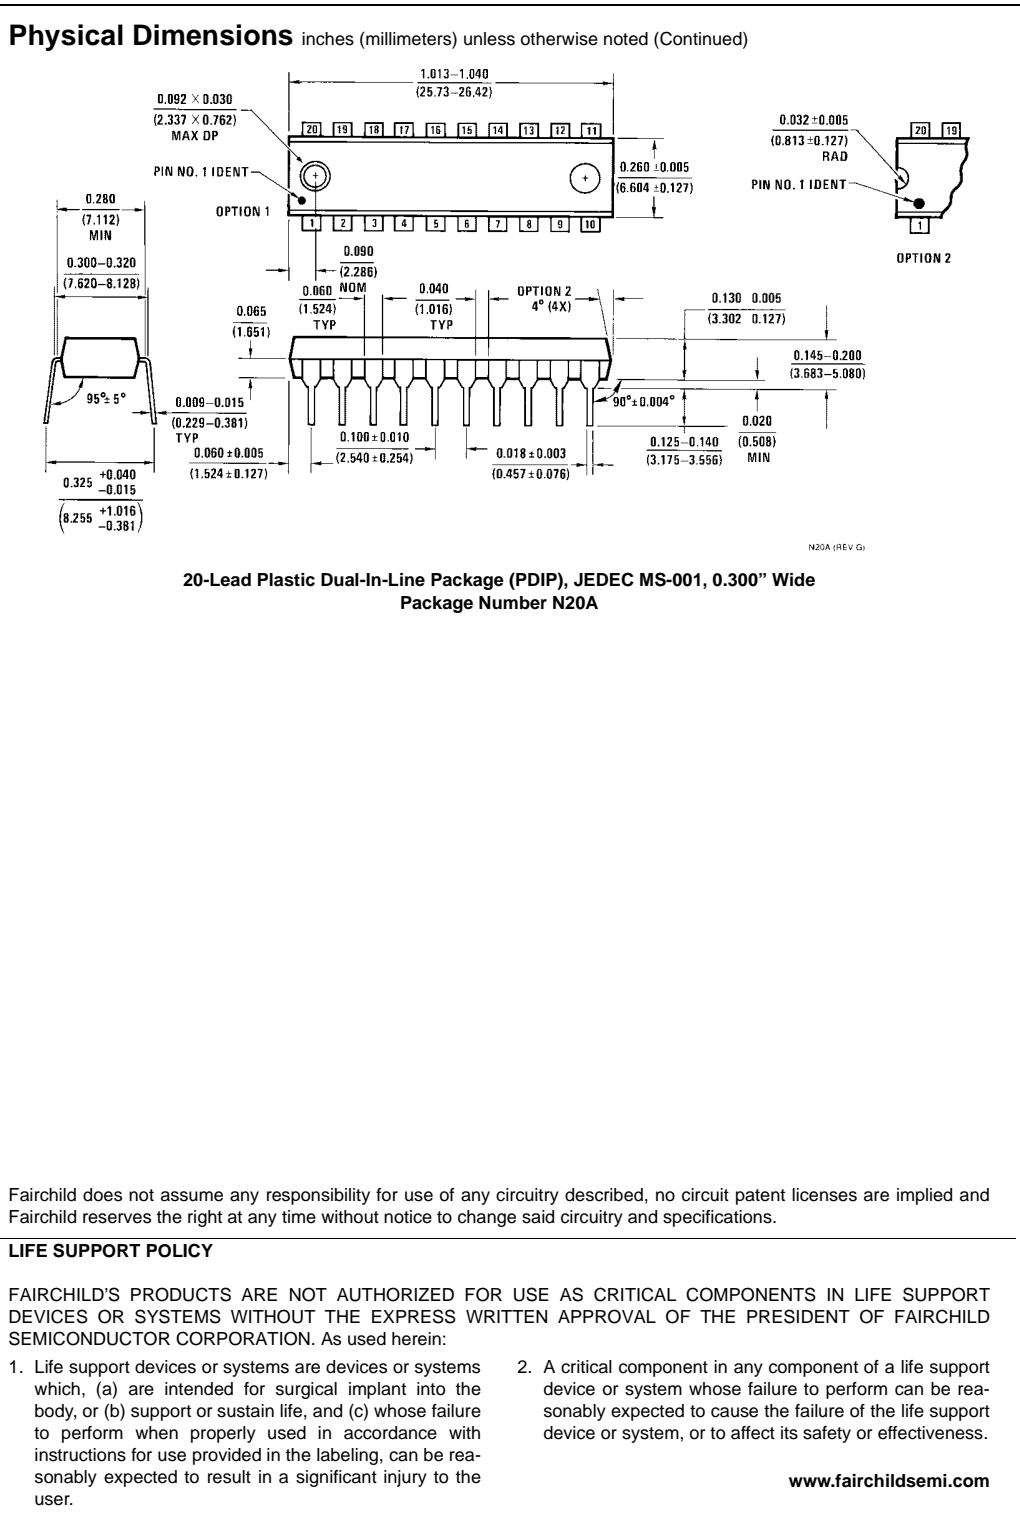 Physical Dimensions inches (millimeters) unless otherwise noted (Continued)
1.013–1.040
(25.73–26.42)
0.092 × 0.030
(2.337 × 0.762)
MAX DP
20 19 18 17 16 15 14 13 12 11
0.032 ±0.005
(0.813 ±0.127)
RAD
20 19
0.260 ±0.005
(6.604 ±0.127)
PIN NO. 1 IDENT
PIN NO. 1 IDENT
0.280
(7.112)
MIN
OPTION 1
1 2 3 4 5 6 7 8 9 10
1
OPTION 2
0.090
(2.286)
NOM
0.300–0.320
(7.620–8.128)
0.060
(1.524)
TYP
0.040
(1.016)
TYP
OPTION 2
4° (4X)
0.130 0.005
(3.302 0.127)
0.065
(1.651)
0.145–0.200
(3.683–5.080)
95°± 5°
0.009–0.015
(0.229–0.381)
TYP
90°±0.004°
0.020
(0.508)
MIN
0.100 ±0.010
(2.540 ±0.254)
0.125–0.140
(3.175–3.556)
0.060 ±0.005
(1.524 ±0.127)
0.018 ±0.003
(0.457 ±0.076)
0.325 +0.040 –0.015
(8.255 +1.016 –0.381)
N20A (REV G)
20-Lead Plastic Dual-In-Line Package (PDIP), JEDEC MS-001, 0.300” Wide
Package Number N20A
Fairchild does not assume any responsibility for use of any circuitry described, no circuit patent licenses are implied and
Fairchild reserves the right at any time without notice to change said circuitry and specifications.
LIFE SUPPORT POLICY
FAIRCHILD’S PRODUCTS ARE NOT AUTHORIZED FOR USE AS CRITICAL COMPONENTS IN LIFE SUPPORT
DEVICES OR SYSTEMS WITHOUT THE EXPRESS WRITTEN APPROVAL OF THE PRESIDENT OF FAIRCHILD
SEMICONDUCTOR CORPORATION. As used herein:
1. Life support devices or systems are devices or systems
which, (a) are intended for surgical implant into the
body, or (b) support or sustain life, and (c) whose failure
to perform when properly used in accordance with
instructions for use provided in the labeling, can be rea-
sonably expected to result in a significant injury to the
user.
2. A critical component in any component of a life support
device or system whose failure to perform can be rea-
sonably expected to cause the failure of the life support
device or system, or to affect its safety or effectiveness.
www.fairchildsemi.com